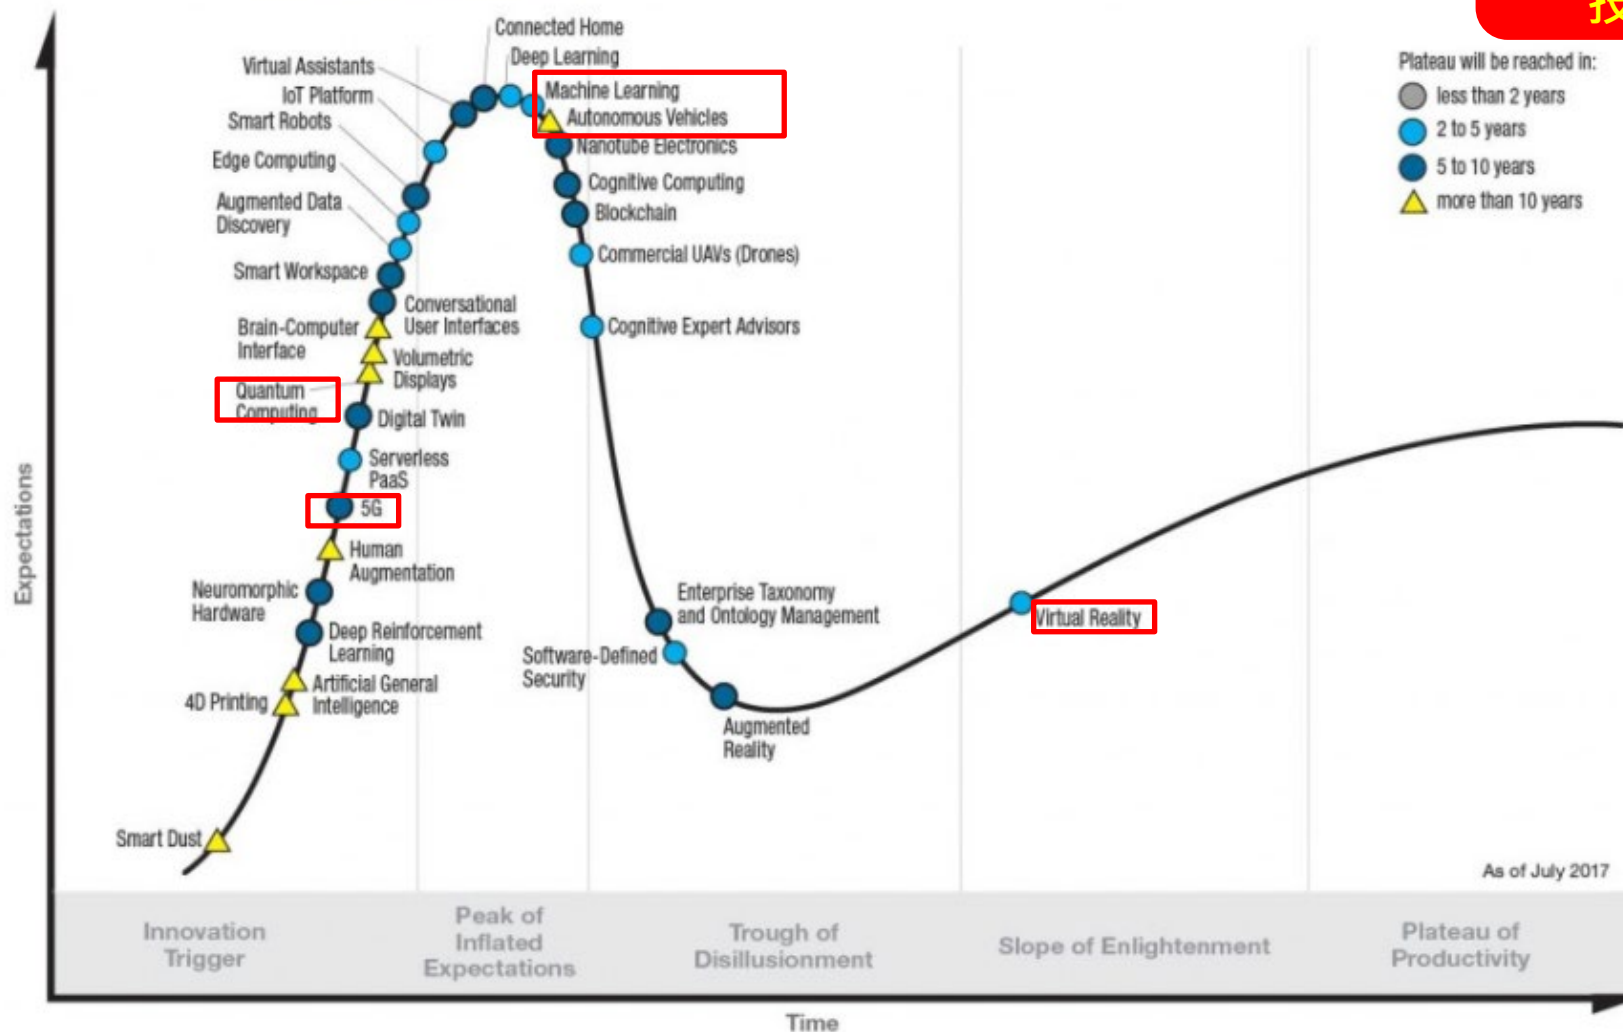 技
Connected Home
Deep Learning
Virtual Assistants
Machine Learning
IoT Platform
Autonomous Vehicles
Smart Robots
Nanotube Electronics
Edge Computing
Cognitive Computing
Augmented Data
Discovery
Blockchain
Commercial UAVs (Drones)
Smart Workspace
Conversational
User Interfaces
Brain-Computer
Interface
Cognitive Expert Advisors
Volumetric
Displays
Quantum
Computing
Digital Twin
Serverless
PaaS
5G
Human
Augmentation
Neuromorphic
Hardware
Deep Reinforcement
Learning
Artificial General
Intelligence
4D Printing
Smart Dust
Enterprise Taxonomy
and Ontology Management
Software-Defined
Security
Augmented
Reality
Virtual Reality
Plateau will be reached in:
less than 2 years
2 to 5 years
5 to 10 years
more than 10 years
As of July 2017
Expectations
Innovation
Trigger
Peak of
Inflated
Expectations
Trough of
Disillusionment
Slope of Enlightenment
Plateau of
Productivity
Time